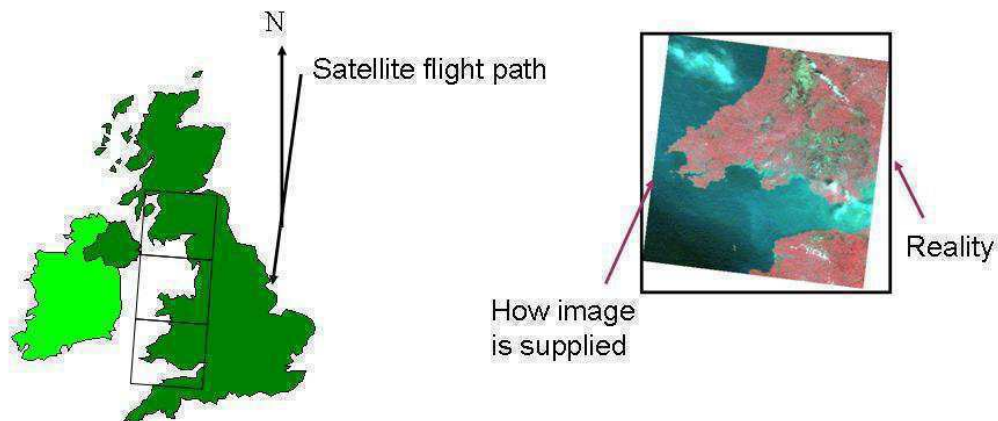 N
Satellite flight path
Reality
How image
is supplied